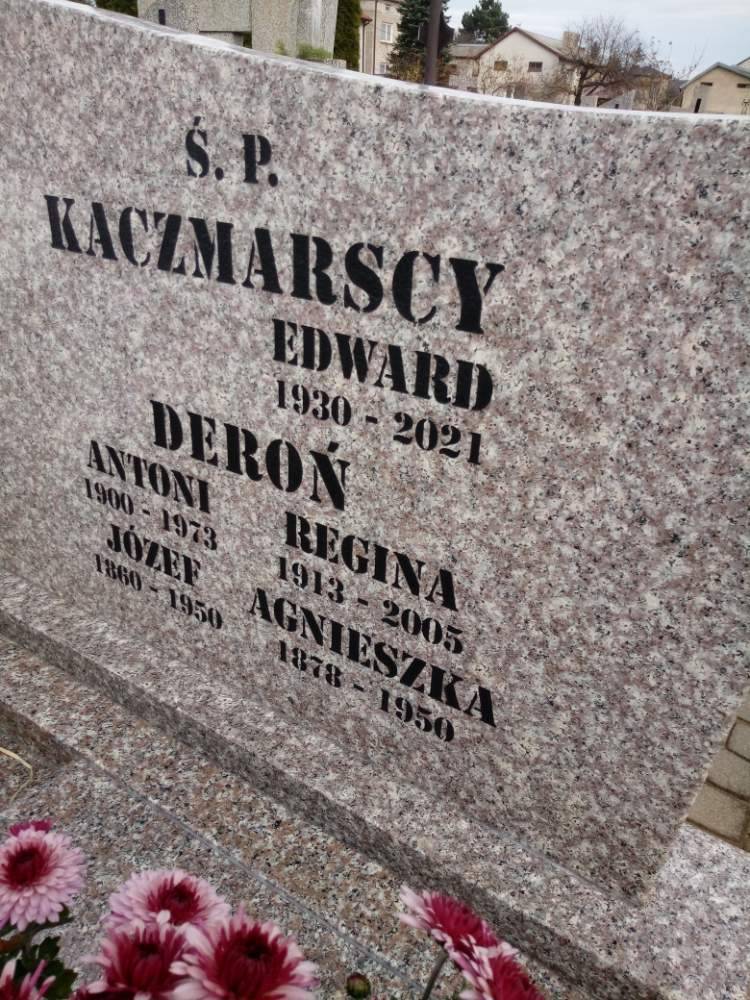 Ś. P.
KACZMARSCY
EDWARD
1930 - 2021
DEROŃ
ANTONI
1900 - 1973
REGINA
1913 - 2005
JÓZEF
1860 - 1950
AGNIESZKA
1878 - 1950